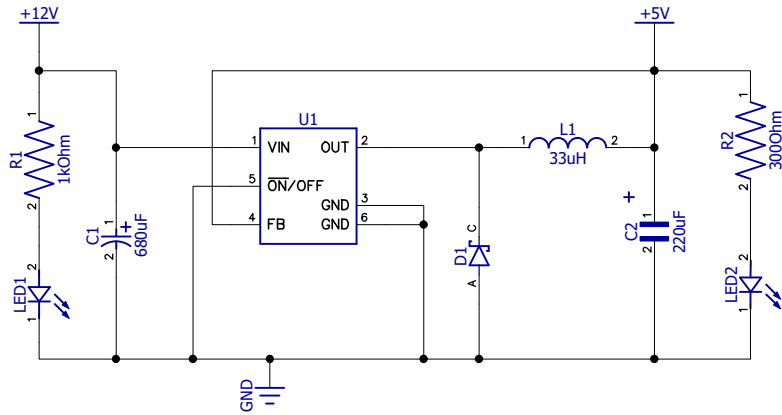 +12V
+5V
U1
1
R1
1kOhm
2
1
VIN
OUT
2
5
ON/OFF
GND
3
GND
6
4
FB
1
L1
2
33uH
1
R2
300Ohm
2
1
+
C1
680uF
2
C
D1
A
+
1
C2
220uF
2
2
LED1
1
2
LED2
1
GND